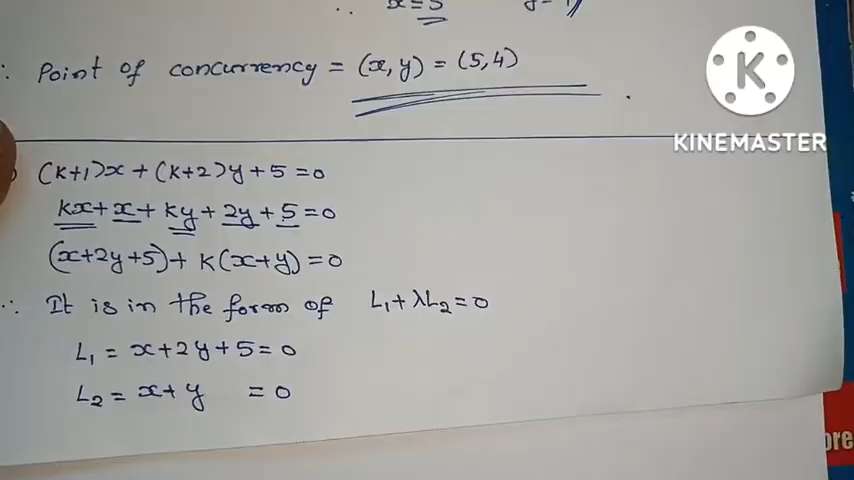 ∴ x = 5
∴ Point of concurrency = (x, y) = (5, 4)
KINEMASTER
(k+1)x + (k+2)y + 5 = 0
kx + x + ky + 2y + 5 = 0
(x+2y+5) + k(x+y) = 0
∴ It is in the form of L₁ + λL₂ = 0
L₁ = x + 2y + 5 = 0
L₂ = x + y = 0